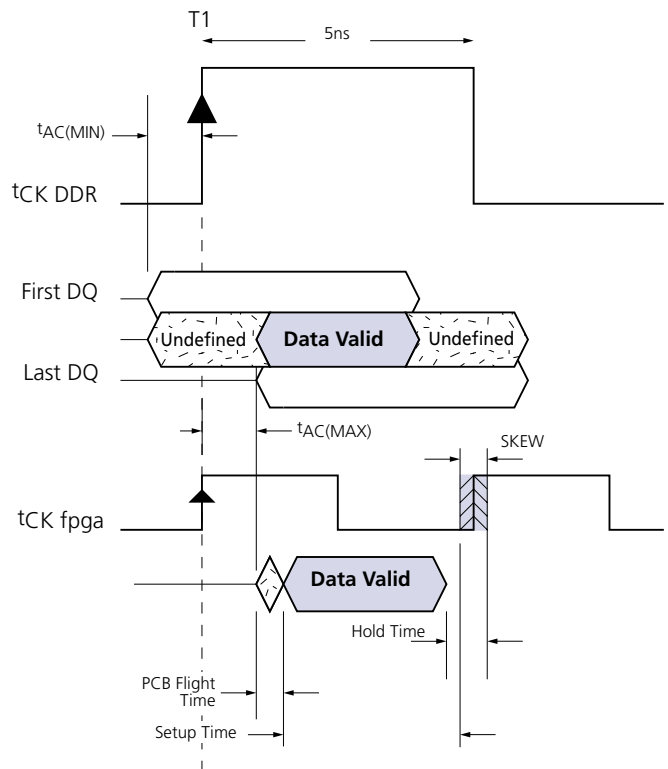 T1
5ns
tAC(MIN)
tCK DDR
First DQ
Undefined
Data Valid
Undefined
Last DQ
tAC(MAX)
SKEW
tCK fpga
Data Valid
Hold Time
PCB Flight
Time
Setup Time